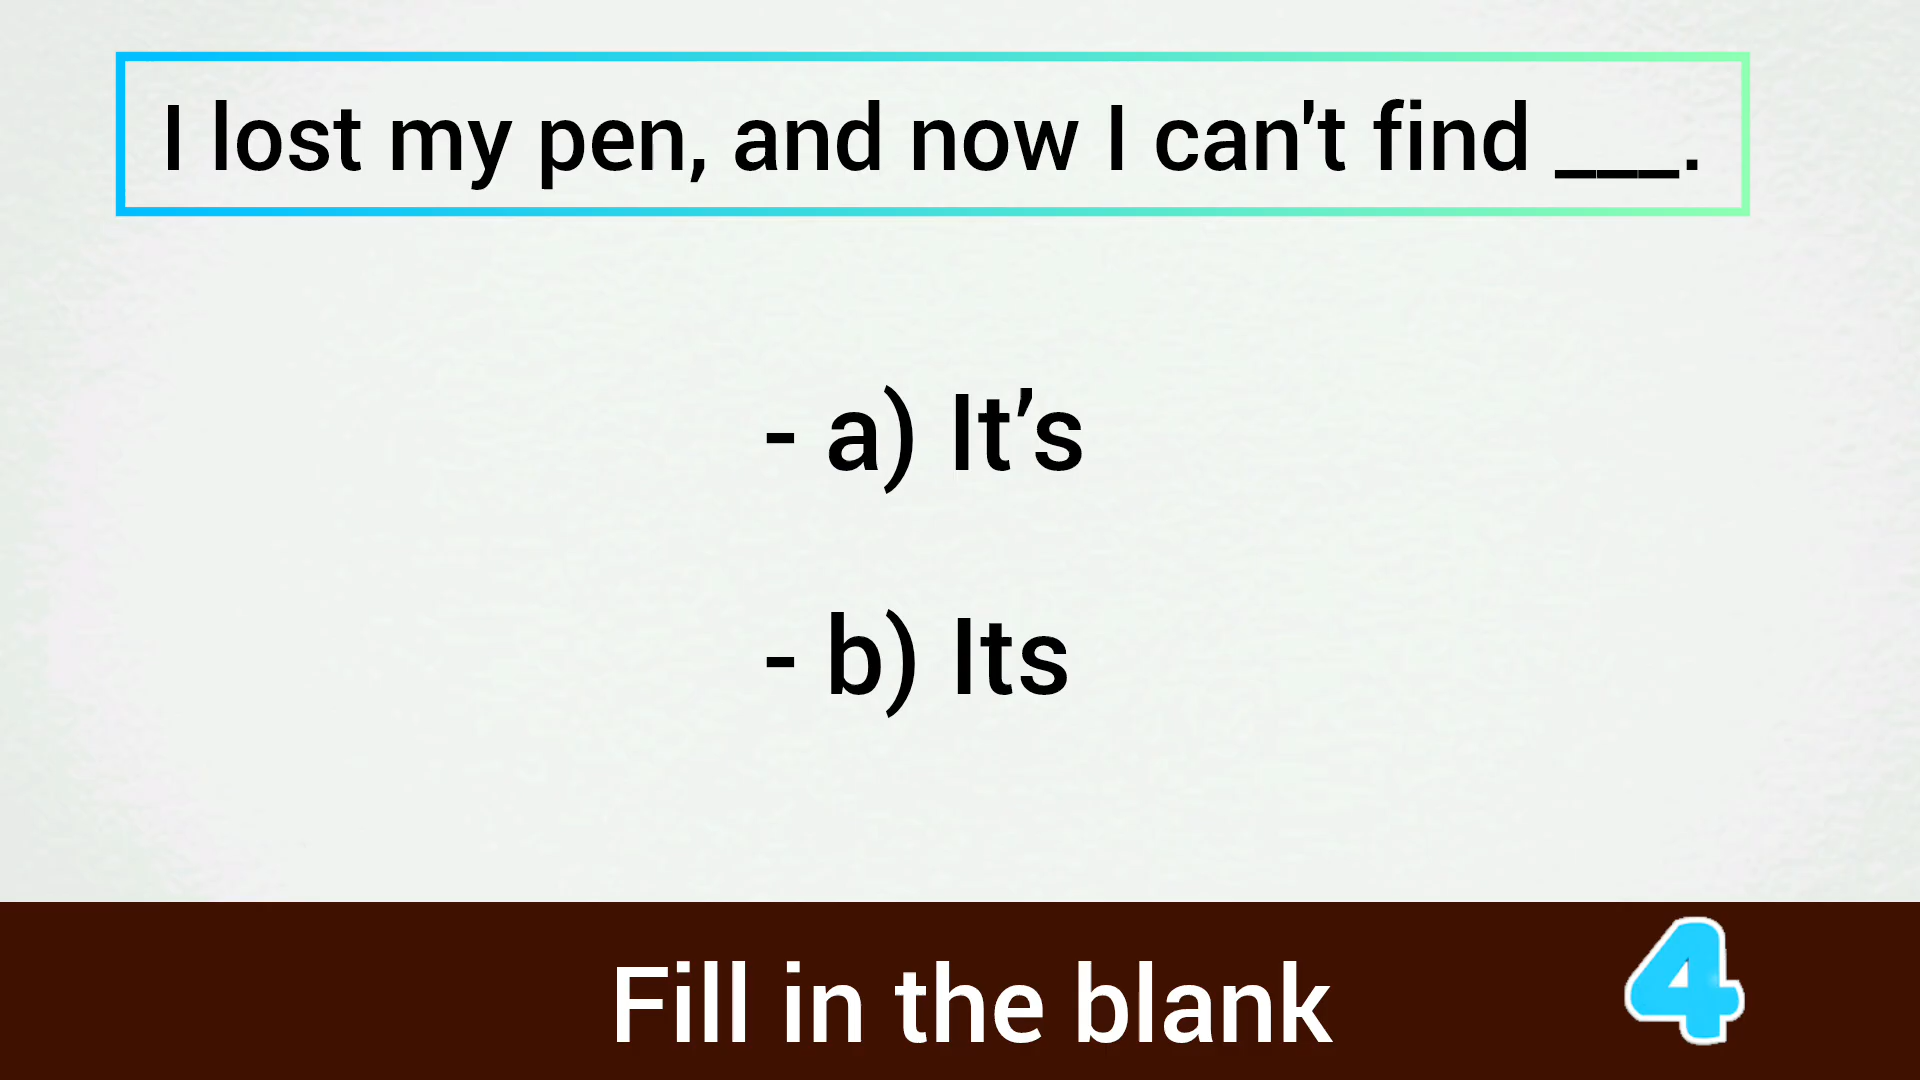 I lost my pen, and now I can't find ___.
- a) It’s
- b) Its
Fill in the blank
4